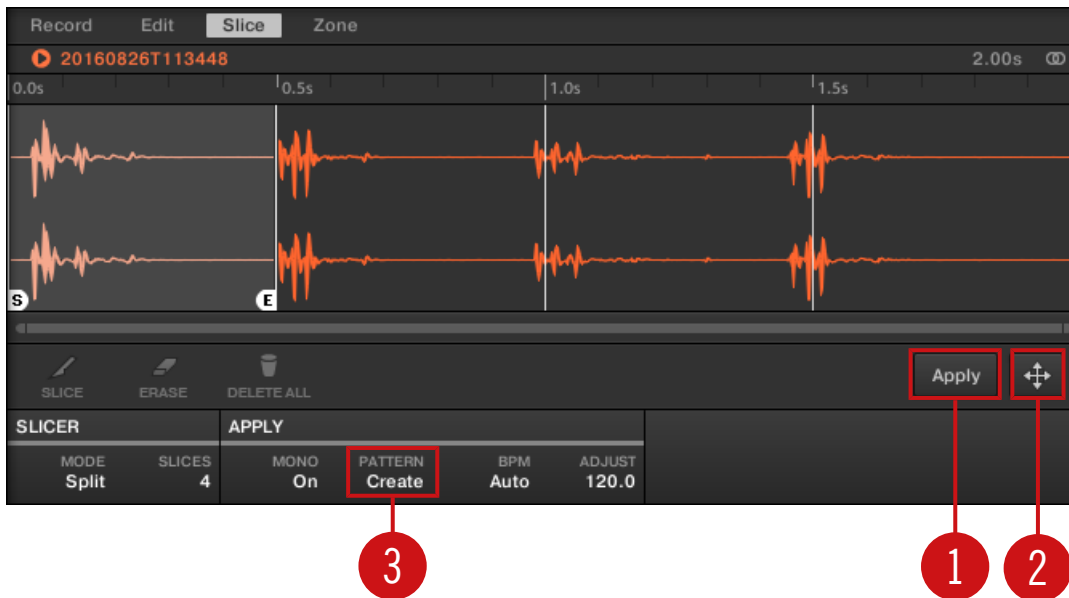 Record Edit Slice Zone
20160826T113448 2.00s
0.0s 0.5s 1.0s 1.5s
S E
Apply
SLICE ERASE DELETE ALL
SLICER APPLY
MODE SLICES MONO PATTERN BPM ADJUST
Split 4 On Create Auto 120.0
3 1 2